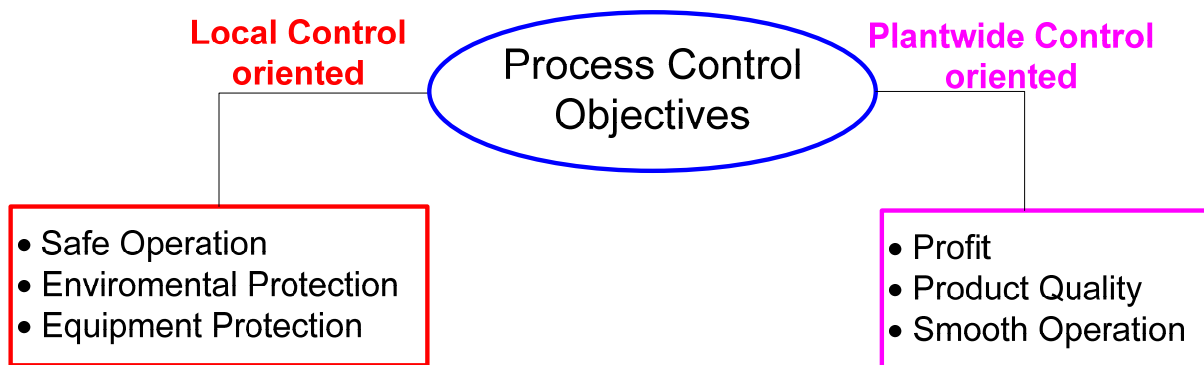 Local Control
oriented
Process Control
Objectives
Plantwide Control
oriented
• Safe Operation
• Enviromental Protection
• Equipment Protection
• Profit
• Product Quality
• Smooth Operation